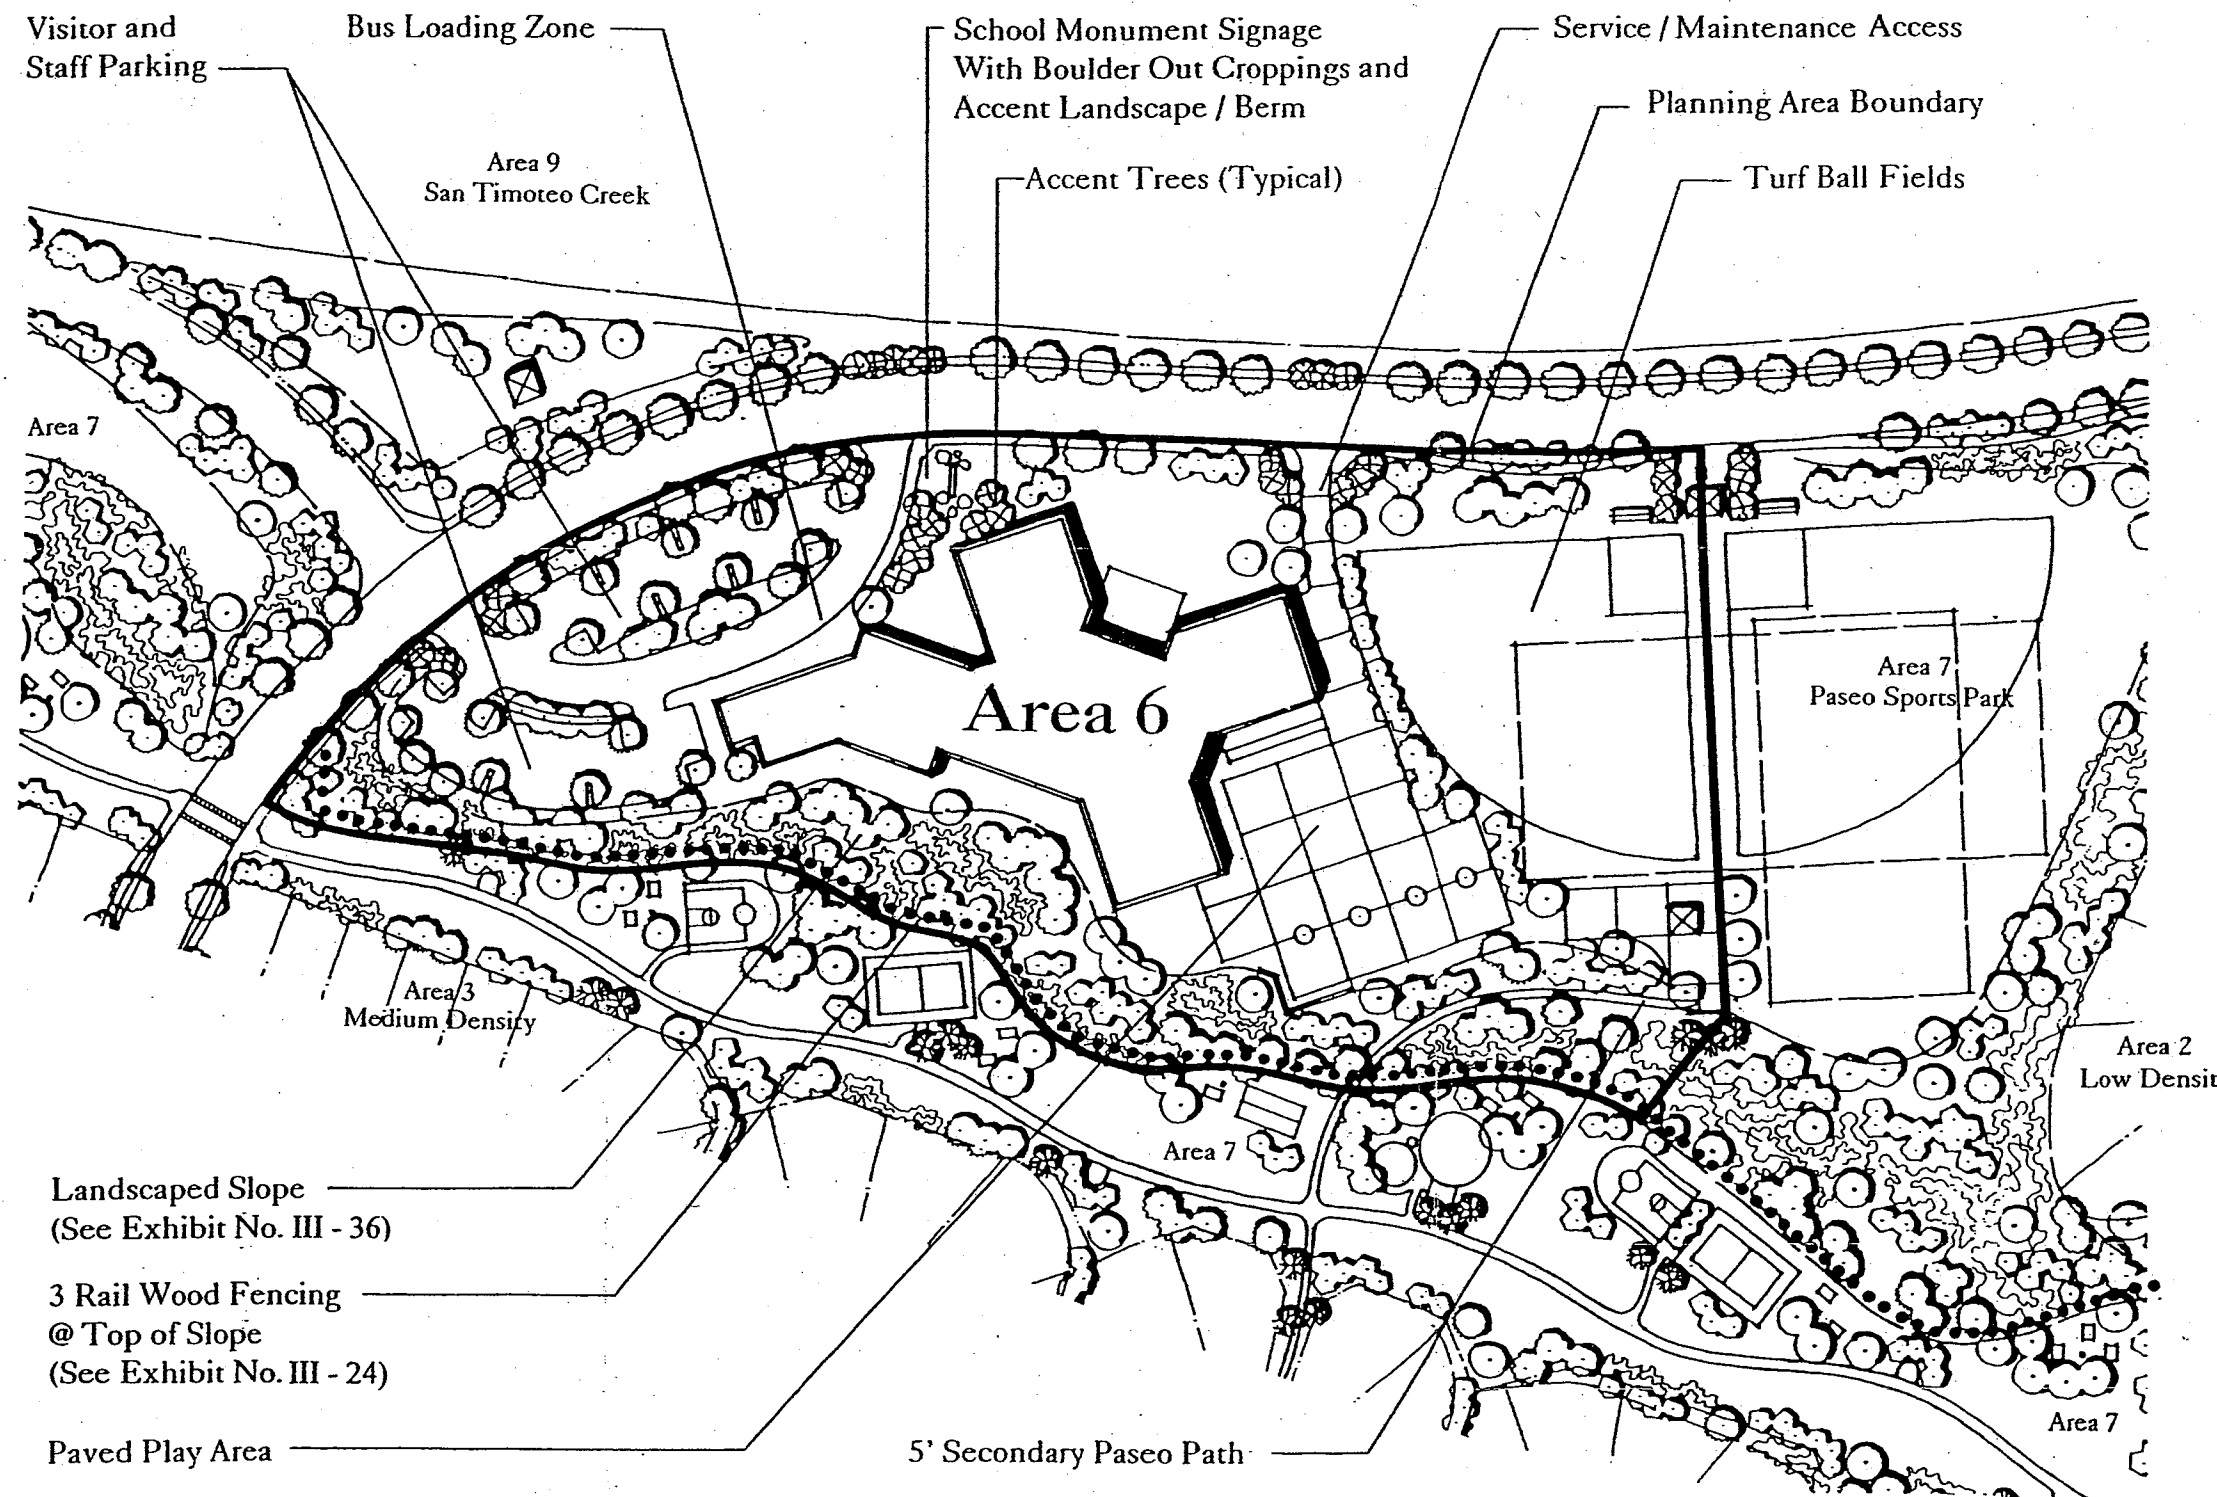 Visitor and
Staff Parking
Bus Loading Zone
School Monument Signage
With Boulder Out Croppings and
Accent Landscape / Berm
Service / Maintenance Access
Planning Area Boundary
Accent Trees (Typical)
Turf Ball Fields
Area 9
San Timoteo Creek
Area 7
Area 6
Area 7
Paseo Sports Park
Area 3
Medium Density
Area 2
Low Densit
Area 7
Landscaped Slope
(See Exhibit No. III - 36)
3 Rail Wood Fencing
@ Top of Slope
(See Exhibit No. III - 24)
Area 7
Paved Play Area
5' Secondary Paseo Path